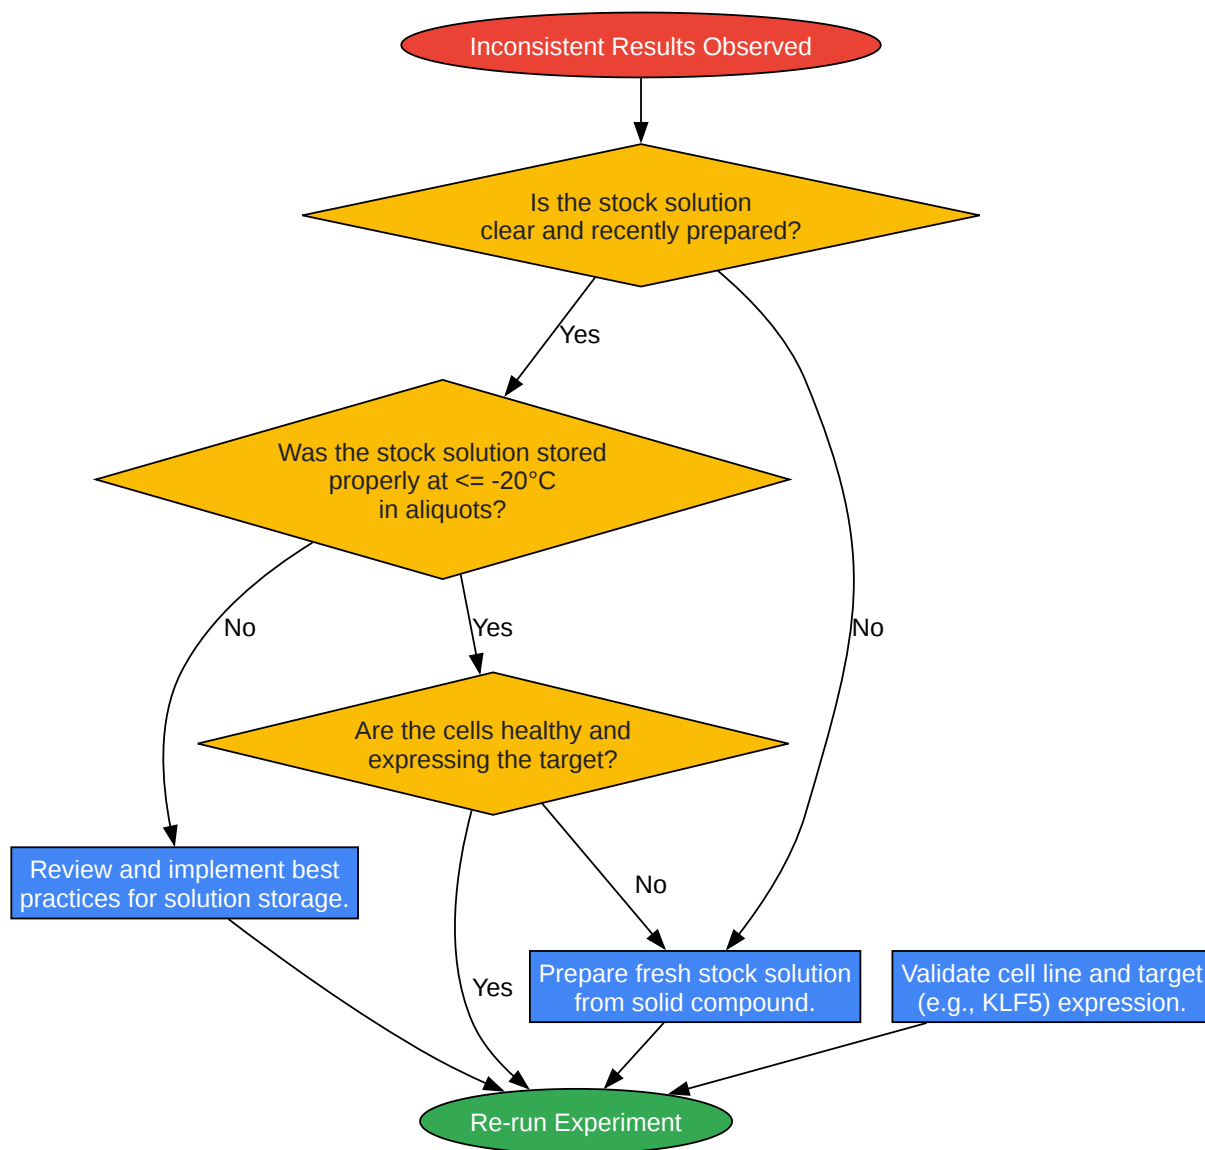 Inconsistent Results Observed
Is the stock solution
clear and recently prepared?
Yes
Was the stock solution stored
properly at <= -20°C
in aliquots?
No
Yes
No
Are the cells healthy and
expressing the target?
Review and implement best
practices for solution storage.
No
Yes
Prepare fresh stock solution
from solid compound.
Validate cell line and target
(e.g., KLF5) expression.
Re-run Experiment